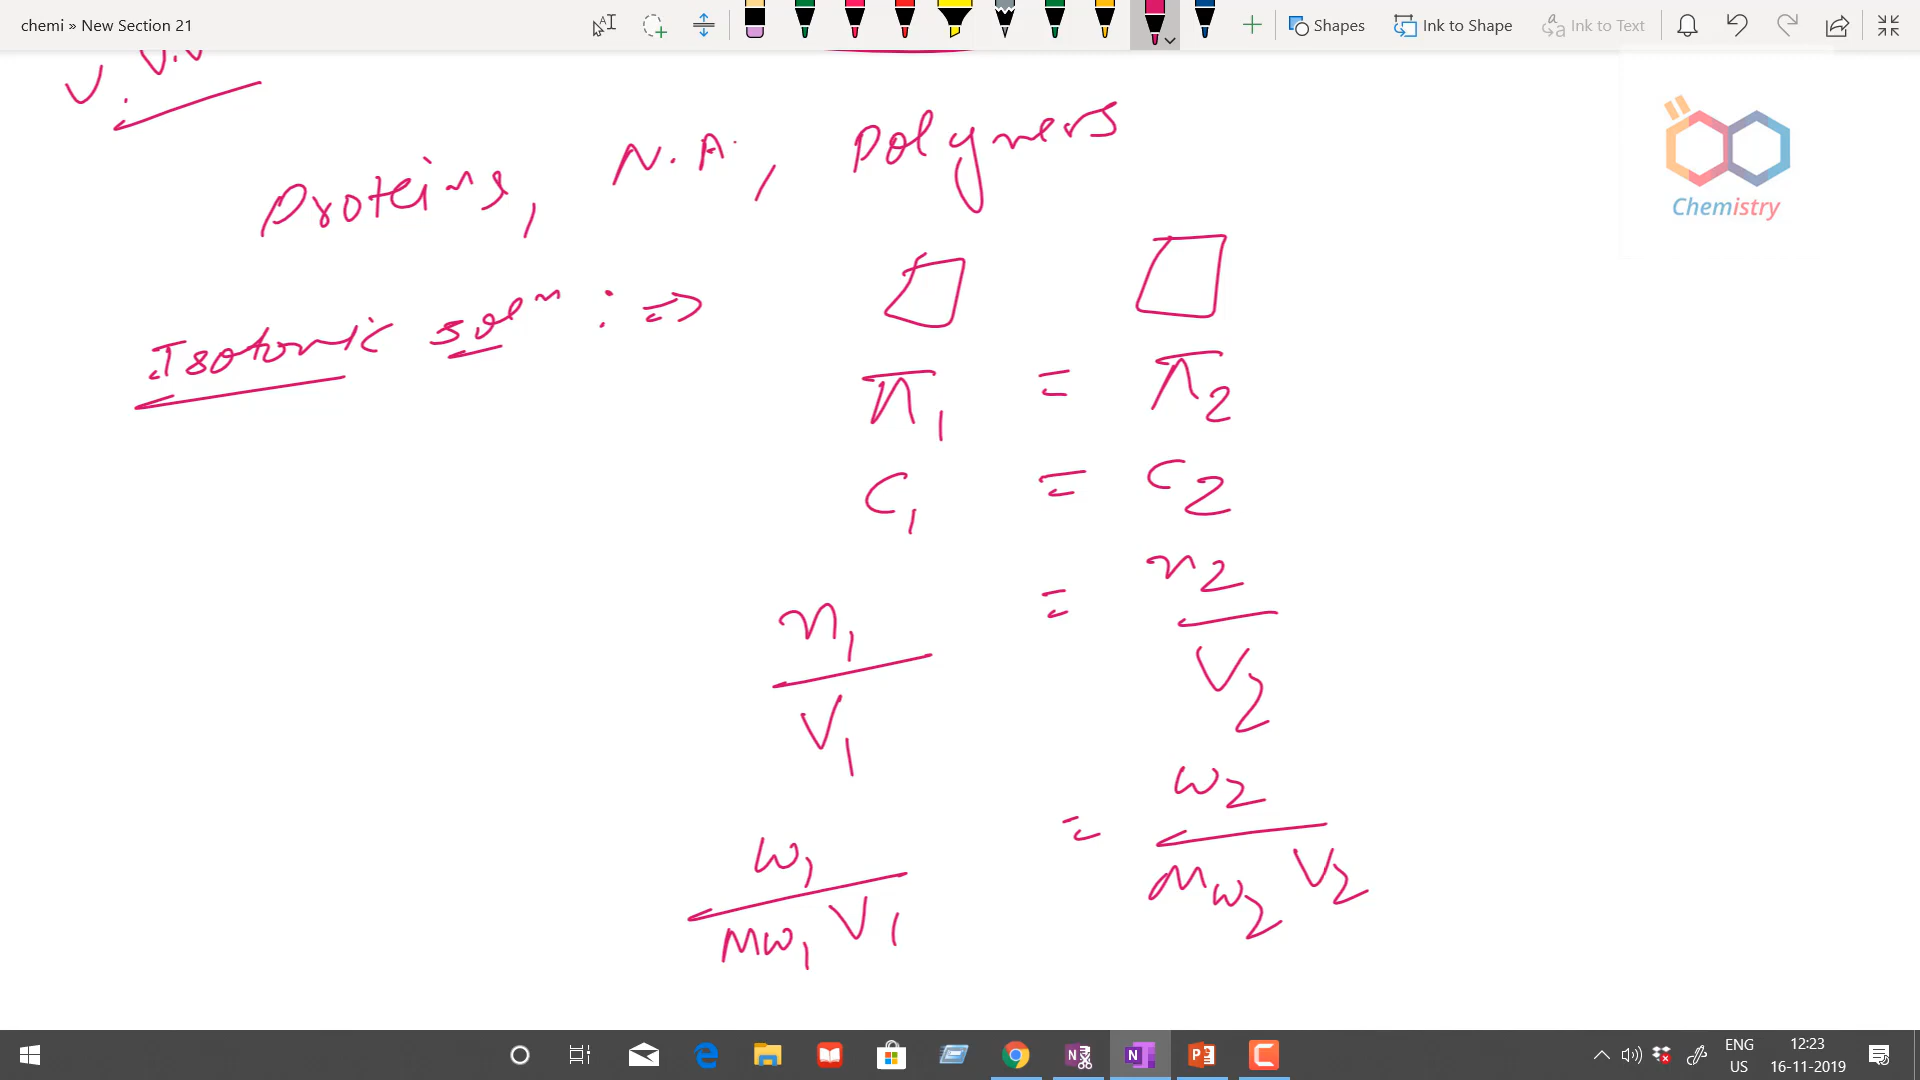 chemi » New Section 21
Shapes
Ink to Shape
Ink to Text
V. V.V
Proteins, N.A., Polymers
Chemistry
Isotonic solⁿ : ⇒
π₁ = π₂
C₁ = C₂
n₁/V₁ = n₂/V₂
w₁/Mw₁ V₁ = w₂/Mw₂ V₂
ENG
US
12:23
16-11-2019